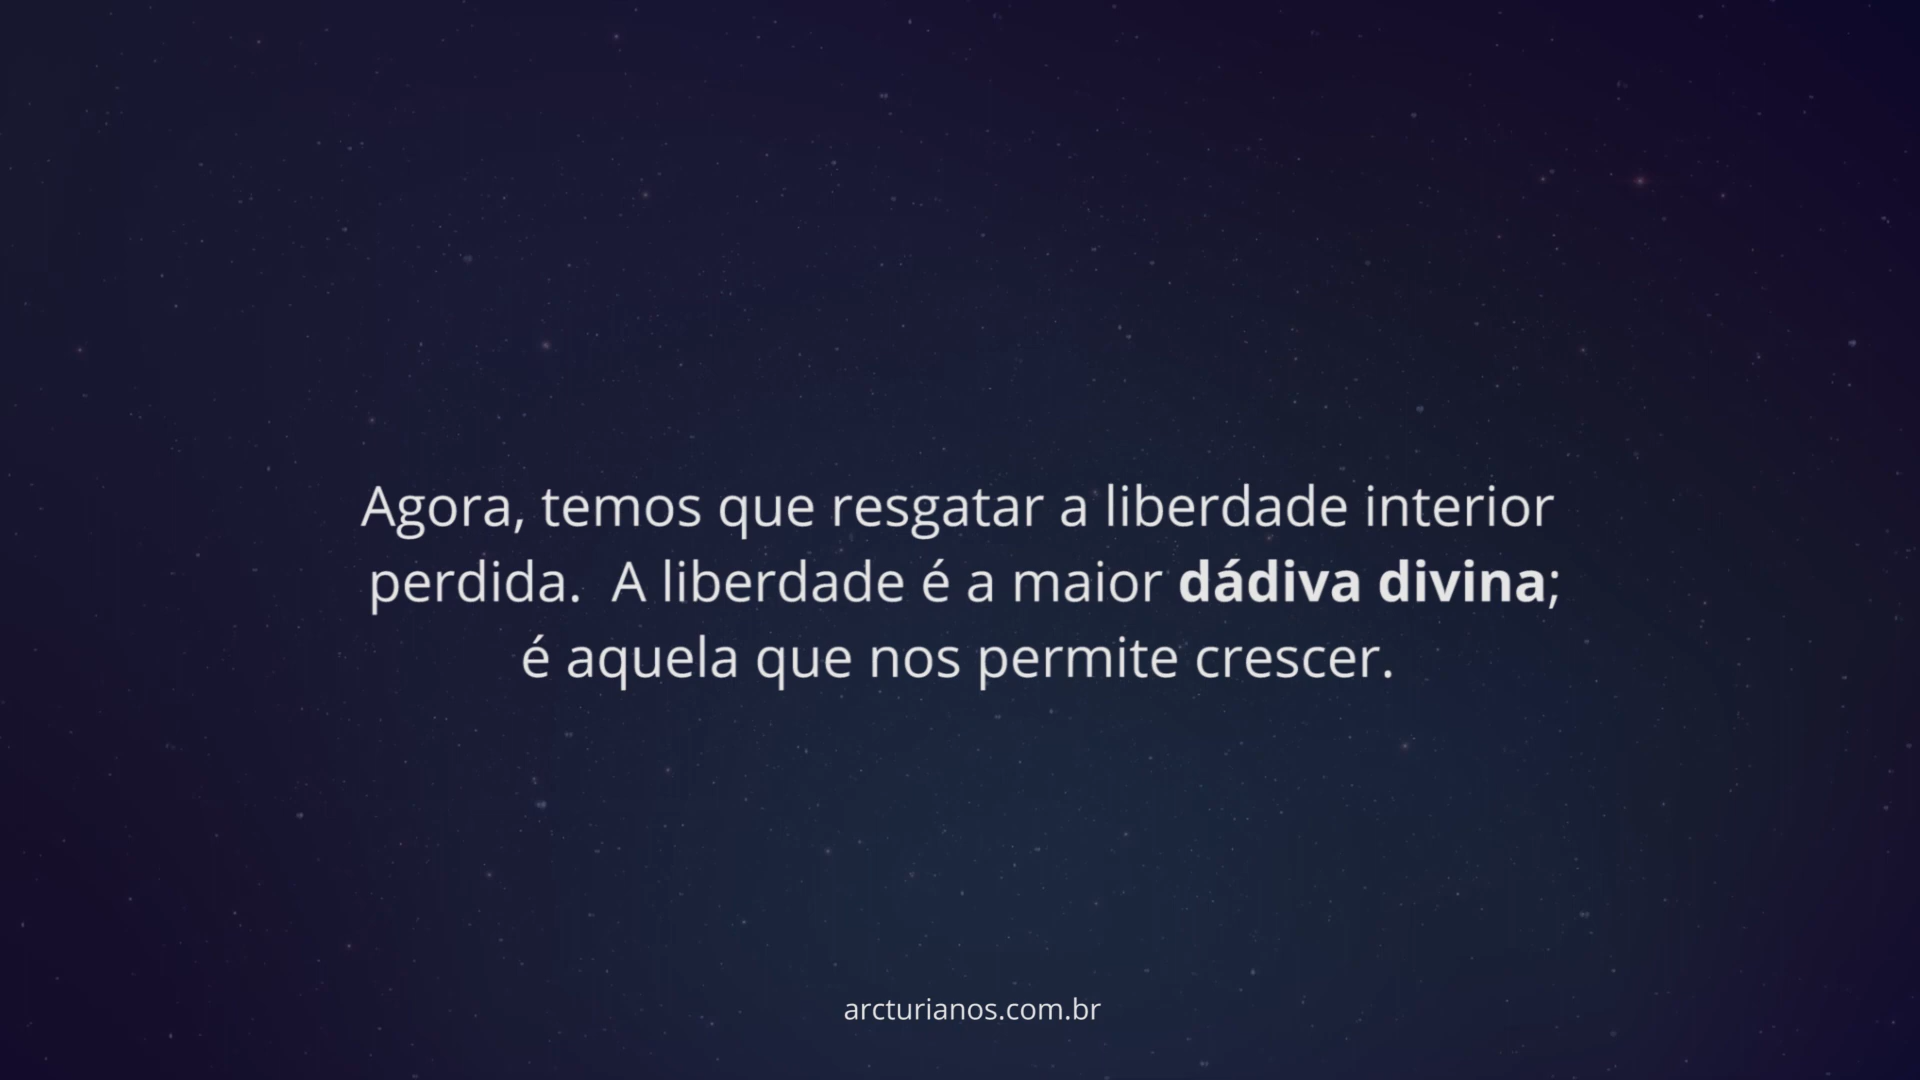 Agora, temos que resgatar a liberdade interior
perdida.  A liberdade é a maior dádiva divina;
é aquela que nos permite crescer.
arcturianos.com.br